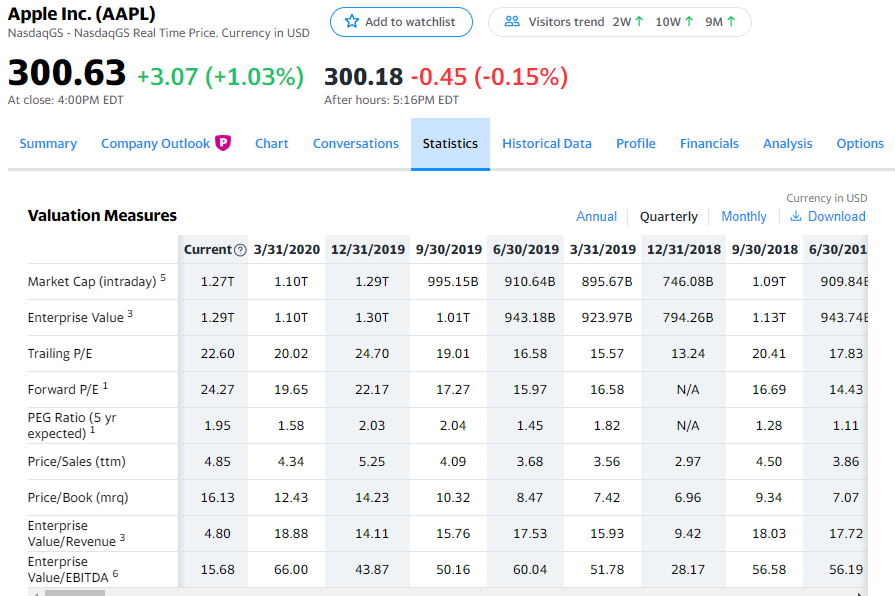 Apple Inc. (AAPL)
NasdaqGS - NasdaqGS Real Time Price. Currency in USD
Add to watchlist
Visitors trend 2W↑ 10W↑ 9M↑
300.63 +3.07 (+1.03%)
At close: 4:00PM EDT
300.18 -0.45 (-0.15%)
After hours: 5:16PM EDT
Summary Company Outlook P Chart Conversations Statistics Historical Data Profile Financials Analysis Options
Currency in USD
Valuation Measures Annual Quarterly Monthly Download
Current ? 3/31/2020 12/31/2019 9/30/2019 6/30/2019 3/31/2019 12/31/2018 9/30/2018 6/30/201
Market Cap (intraday) 5 1.27T 1.10T 1.29T 995.15B 910.64B 895.67B 746.08B 1.09T 909.84B
Enterprise Value 3 1.29T 1.10T 1.30T 1.01T 943.18B 923.97B 794.26B 1.13T 943.74B
Trailing P/E 22.60 20.02 24.70 19.01 16.58 15.57 13.24 20.41 17.83
Forward P/E 1 24.27 19.65 22.17 17.27 15.97 16.58 N/A 16.69 14.43
PEG Ratio (5 yr
expected) 1 1.95 1.58 2.03 2.04 1.45 1.82 N/A 1.28 1.11
Price/Sales (ttm) 4.85 4.34 5.25 4.09 3.68 3.56 2.97 4.50 3.86
Price/Book (mrq) 16.13 12.43 14.23 10.32 8.47 7.42 6.96 9.34 7.07
Enterprise
Value/Revenue 3 4.80 18.88 14.11 15.76 17.53 15.93 9.42 18.03 17.72
Enterprise
Value/EBITDA 6 15.68 66.00 43.87 50.16 60.04 51.78 28.17 56.58 56.19